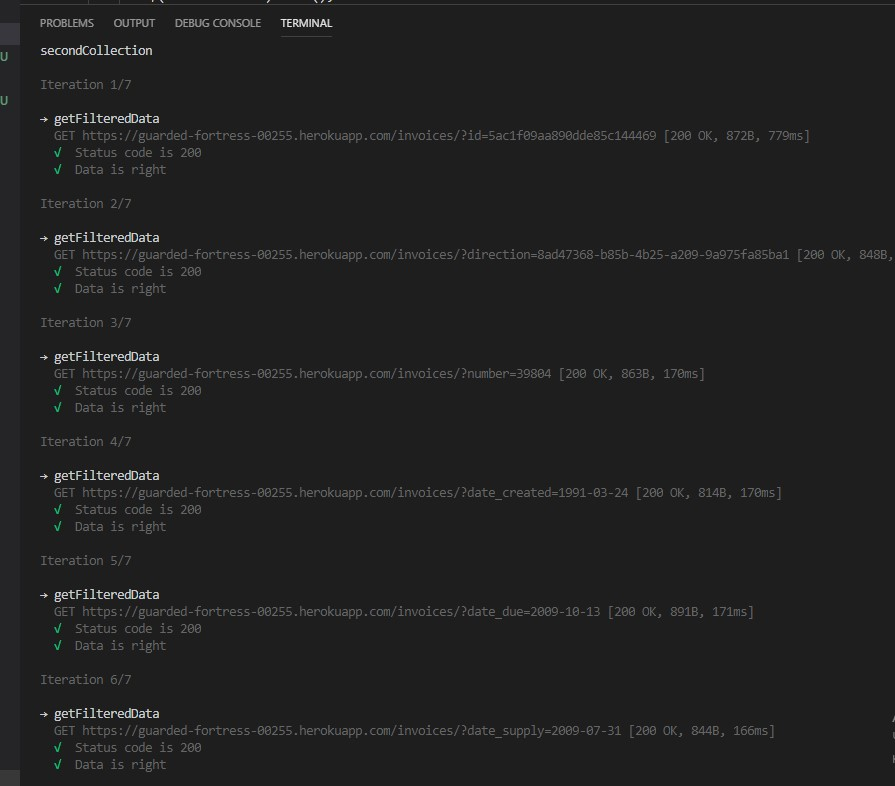 PROBLEMS OUTPUT DEBUG CONSOLE TERMINAL
secondCollection
Iteration 1/7
→ getFilteredData
GET https://guarded-fortress-00255.herokuapp.com/invoices/?id=5ac1f09aa890dde85c144469 [200 OK, 872B, 779ms]
√ Status code is 200
√ Data is right
Iteration 2/7
→ getFilteredData
GET https://guarded-fortress-00255.herokuapp.com/invoices/?direction=8ad47368-b85b-4b25-a209-9a975fa85ba1 [200 OK, 848B,
√ Status code is 200
√ Data is right
Iteration 3/7
→ getFilteredData
GET https://guarded-fortress-00255.herokuapp.com/invoices/?number=39804 [200 OK, 863B, 170ms]
√ Status code is 200
√ Data is right
Iteration 4/7
→ getFilteredData
GET https://guarded-fortress-00255.herokuapp.com/invoices/?date_created=1991-03-24 [200 OK, 814B, 170ms]
√ Status code is 200
√ Data is right
Iteration 5/7
→ getFilteredData
GET https://guarded-fortress-00255.herokuapp.com/invoices/?date_due=2009-10-13 [200 OK, 891B, 171ms]
√ Status code is 200
√ Data is right
Iteration 6/7
→ getFilteredData
GET https://guarded-fortress-00255.herokuapp.com/invoices/?date_supply=2009-07-31 [200 OK, 844B, 166ms]
√ Status code is 200
√ Data is right
U
U